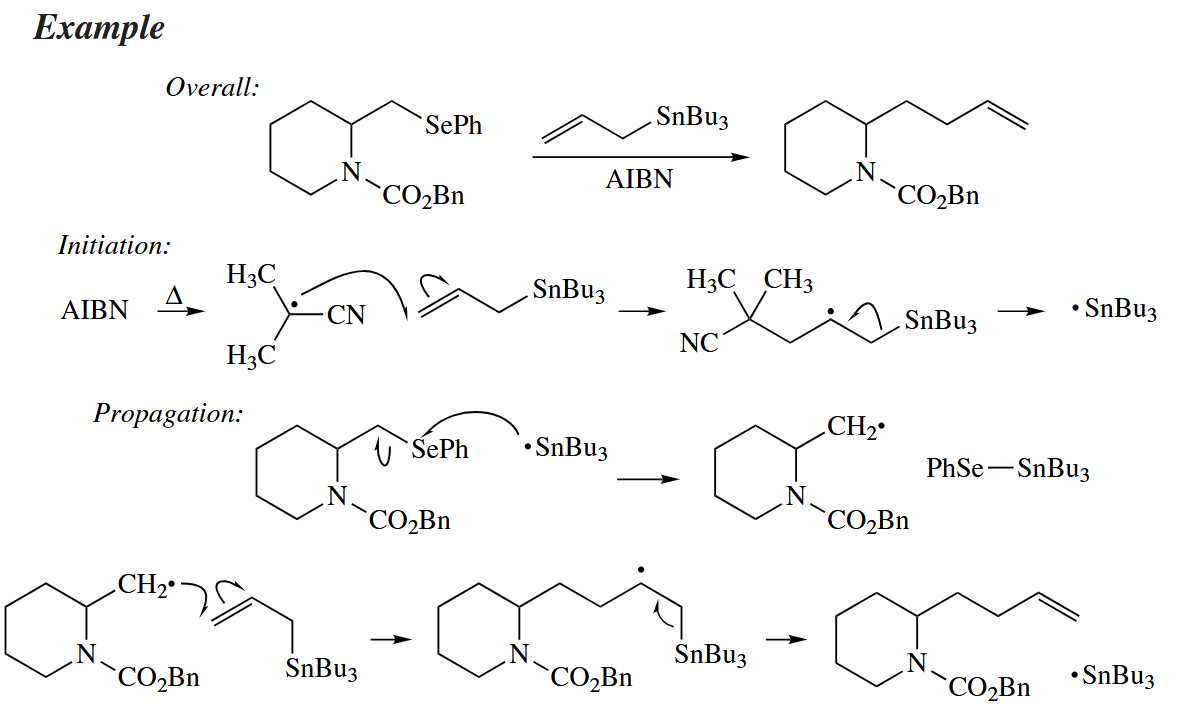 Example
Overall:
SePh
N
CO2Bn
SnBu3
AIBN
N
CO2Bn
Initiation:
AIBN
Δ
H3C
CN
H3C
SnBu3
H3C CH3
NC
SnBu3
•SnBu3
Propagation:
SePh
N
CO2Bn
•SnBu3
CH2•
N
CO2Bn
PhSe—SnBu3
CH2•
N
CO2Bn
SnBu3
N
CO2Bn
SnBu3
N
CO2Bn
•SnBu3